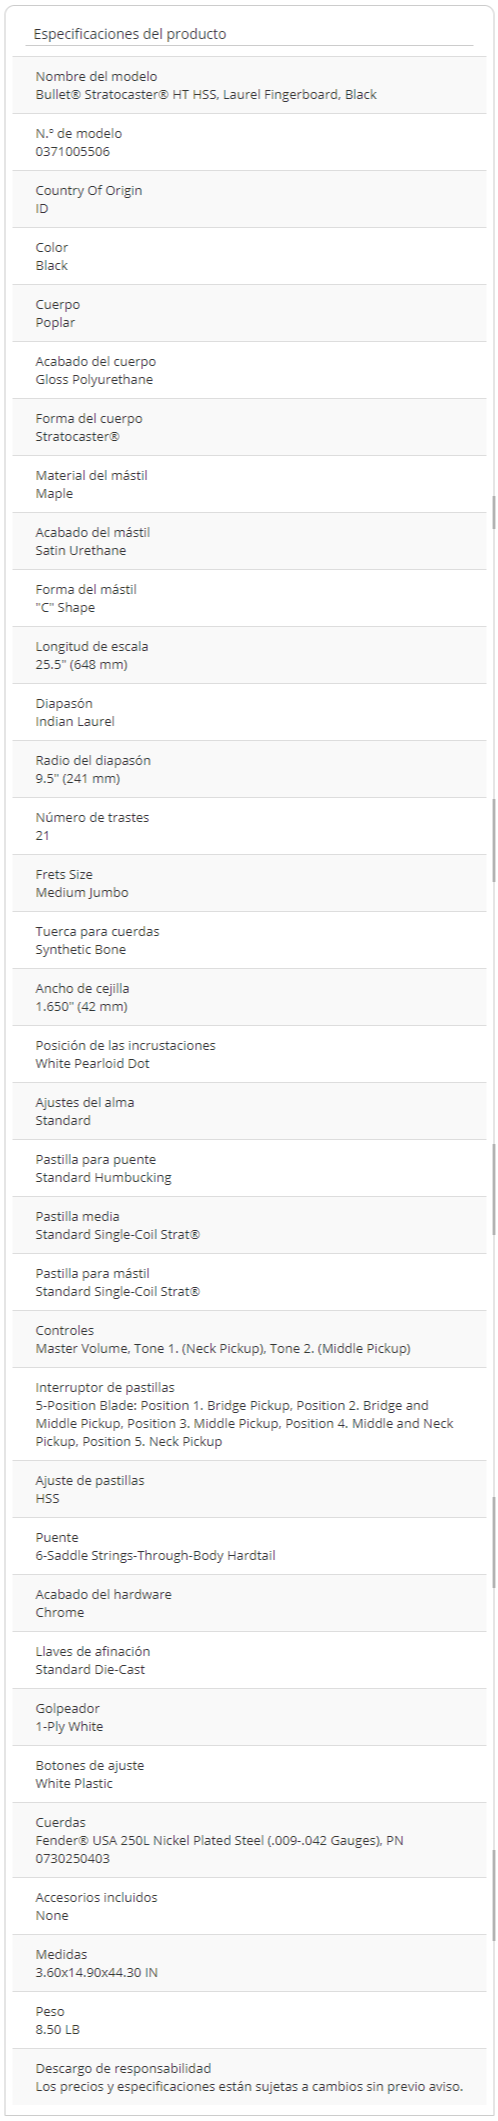 Especificaciones del producto
Nombre del modelo
Bullet® Stratocaster® HT HSS, Laurel Fingerboard, Black
N.º de modelo
0371005506
Country Of Origin
ID
Color
Black
Cuerpo
Poplar
Acabado del cuerpo
Gloss Polyurethane
Forma del cuerpo
Stratocaster®
Material del mástil
Maple
Acabado del mástil
Satin Urethane
Forma del mástil
"C" Shape
Longitud de escala
25.5" (648 mm)
Diapasón
Indian Laurel
Radio del diapasón
9.5" (241 mm)
Número de trastes
21
Frets Size
Medium Jumbo
Tuerca para cuerdas
Synthetic Bone
Ancho de cejilla
1.650" (42 mm)
Posición de las incrustaciones
White Pearloid Dot
Ajustes del alma
Standard
Pastilla para puente
Standard Humbucking
Pastilla media
Standard Single-Coil Strat®
Pastilla para mástil
Standard Single-Coil Strat®
Controles
Master Volume, Tone 1. (Neck Pickup), Tone 2. (Middle Pickup)
Interruptor de pastillas
5-Position Blade: Position 1. Bridge Pickup, Position 2. Bridge and
Middle Pickup, Position 3. Middle Pickup, Position 4. Middle and Neck
Pickup, Position 5. Neck Pickup
Ajuste de pastillas
HSS
Puente
6-Saddle Strings-Through-Body Hardtail
Acabado del hardware
Chrome
Llaves de afinación
Standard Die-Cast
Golpeador
1-Ply White
Botones de ajuste
White Plastic
Cuerdas
Fender® USA 250L Nickel Plated Steel (.009-.042 Gauges), PN
0730250403
Accesorios incluidos
None
Medidas
3.60x14.90x44.30 IN
Peso
8.50 LB
Descargo de responsabilidad
Los precios y especificaciones están sujetas a cambios sin previo aviso.